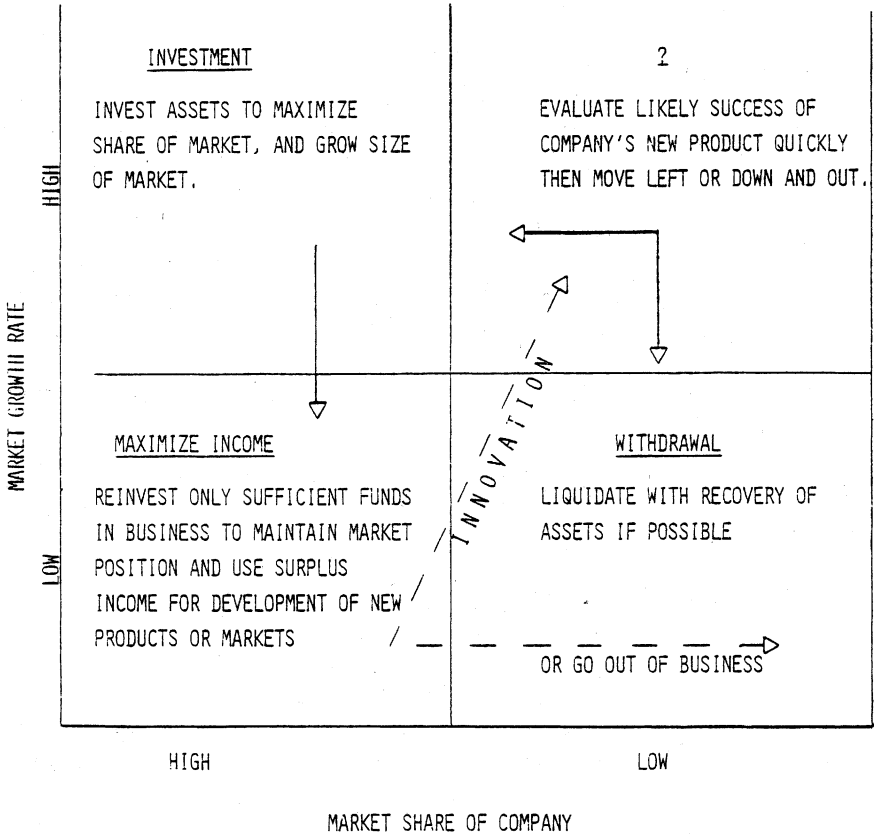 INVESTMENT
INVEST ASSETS TO MAXIMIZE
SHARE OF MARKET, AND GROW SIZE
OF MARKET.
?
EVALUATE LIKELY SUCCESS OF
COMPANY'S NEW PRODUCT QUICKLY
THEN MOVE LEFT OR DOWN AND OUT.
HIGH
MARKET GROWTH RATE
LOW
INNOVATION
MAXIMIZE INCOME
REINVEST ONLY SUFFICIENT FUNDS
IN BUSINESS TO MAINTAIN MARKET
POSITION AND USE SURPLUS
INCOME FOR DEVELOPMENT OF NEW
PRODUCTS OR MARKETS
WITHDRAWAL
LIQUIDATE WITH RECOVERY OF
ASSETS IF POSSIBLE
OR GO OUT OF BUSINESS
HIGH
LOW
MARKET SHARE OF COMPANY